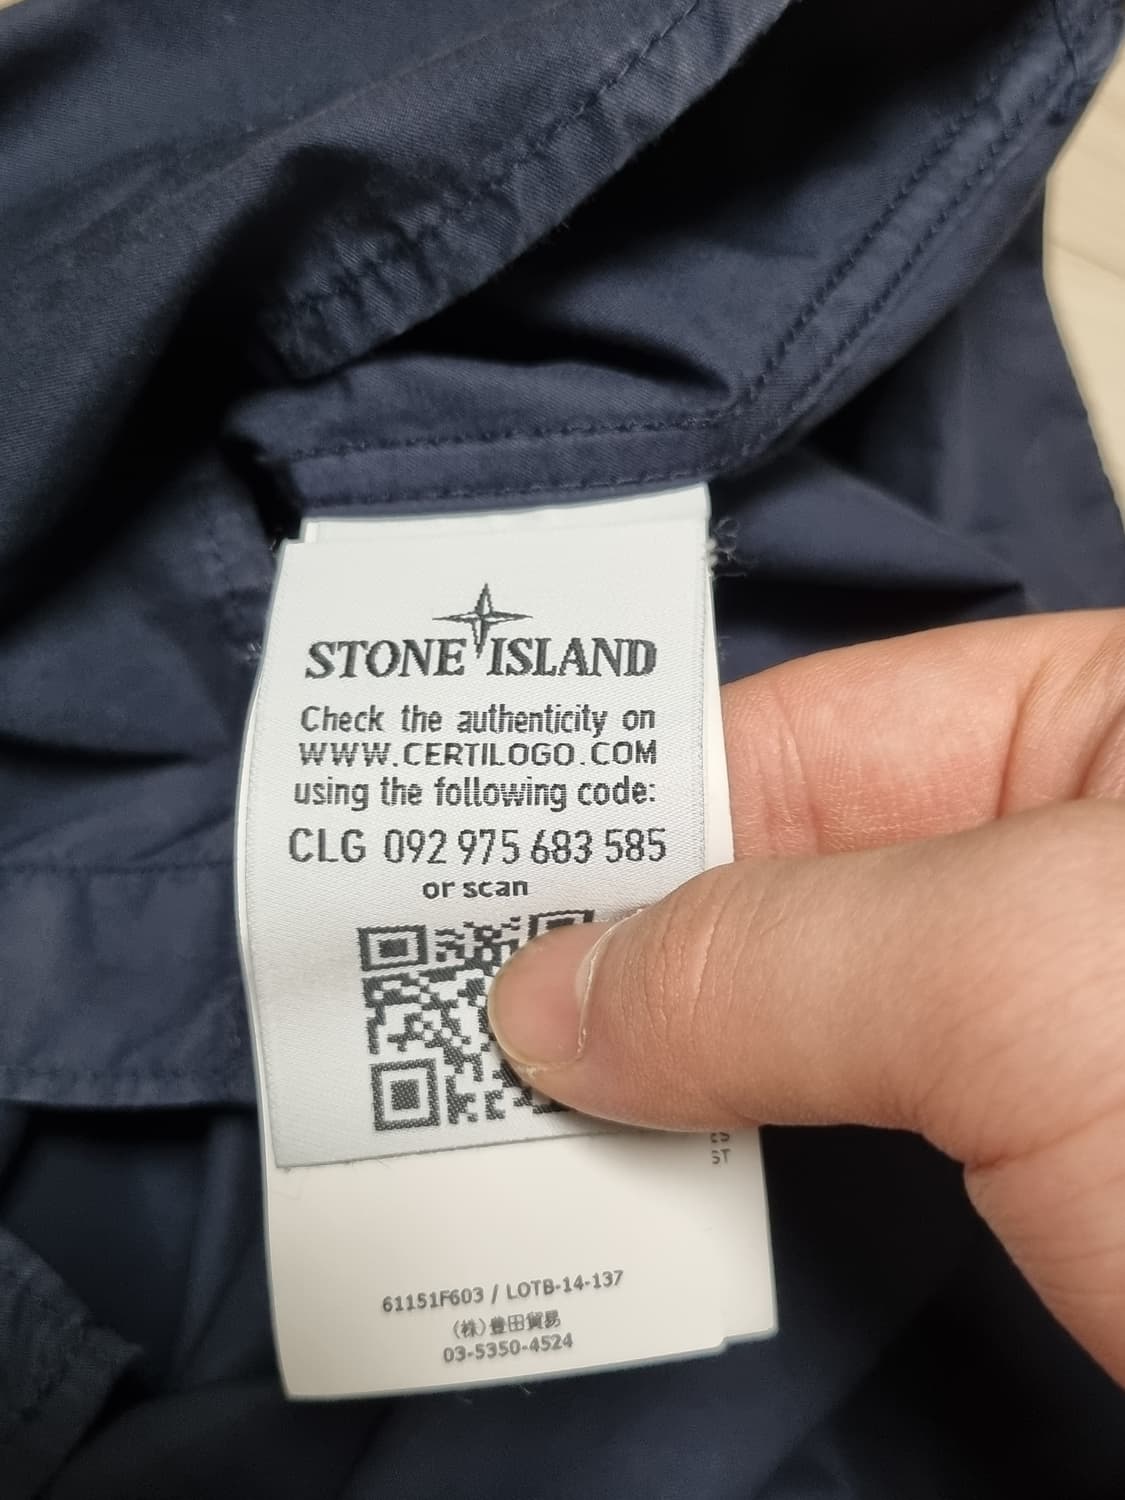 STONE ISLAND
Check the authenticity on
WWW.CERTILOGO.COM
using the following code:
CLG 092 975 683 585
or scan
ST
61151F603 / LOTB-14-137
(株)豊田貿易
03-5350-4524